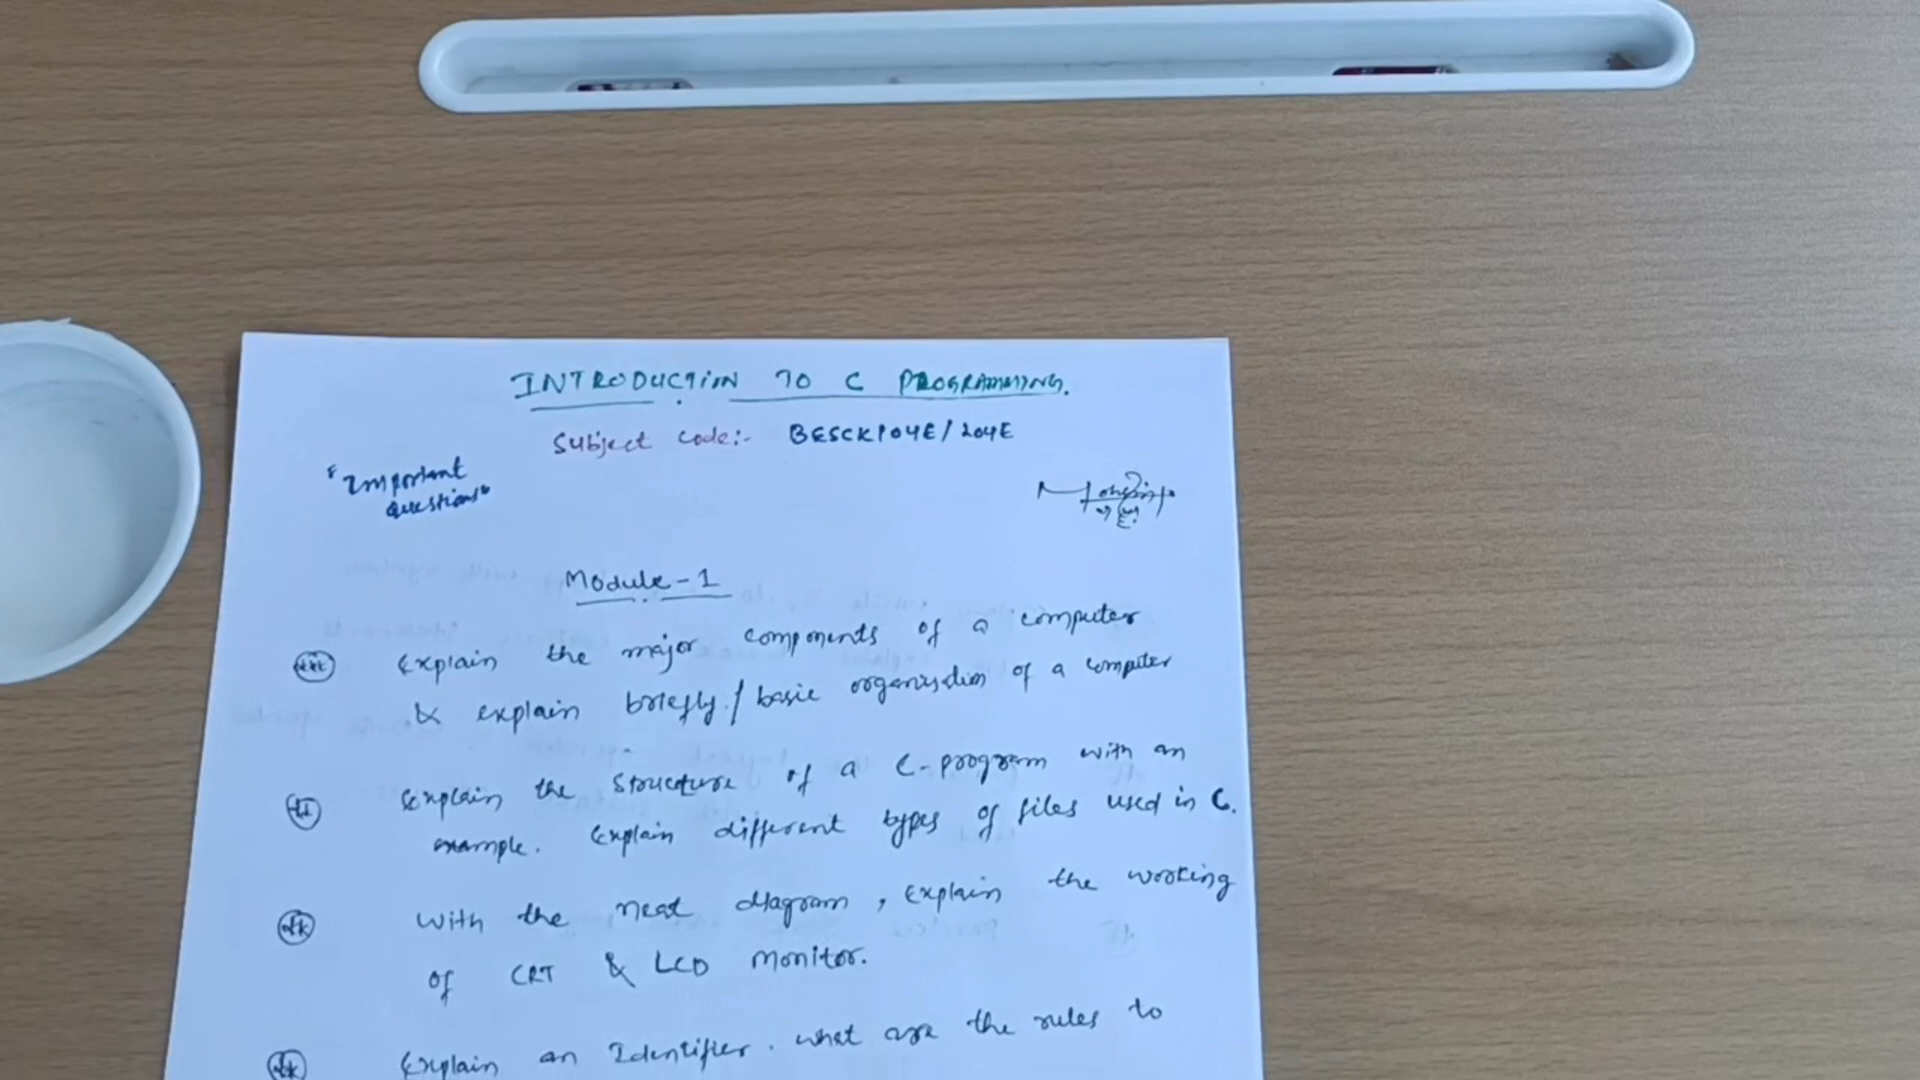 INTRODUCTION TO C PROGRAMMING.
Subject Code:- BESCK104E/204E
"Important
Questions"
Module-1
Explain the major components of a computer
& explain briefly./ basic organisation of a computer
Explain the structure of a C-program with an
example. Explain different types of files used in C.
With the neat diagram, explain the working
of CRT & LCD monitor.
Explain an Identifier. what are the rules to